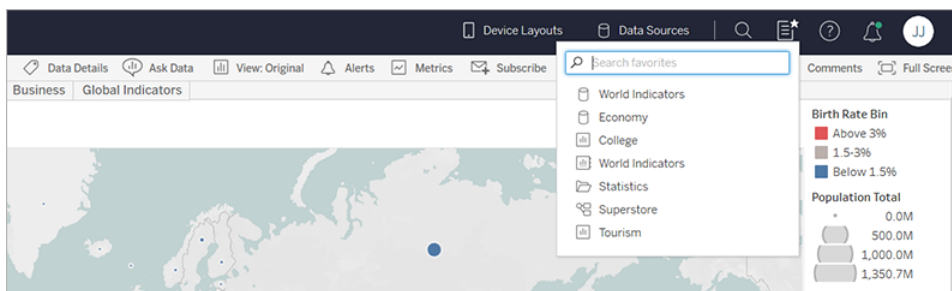 Device Layouts
Data Sources
JJ
Data Details
Ask Data
View: Original
Alerts
Metrics
Subscribe
Comments
Full Screen
Business
Global Indicators
Search favorites
World Indicators
Economy
College
World Indicators
Statistics
Superstore
Tourism
Birth Rate Bin
Above 3%
1.5-3%
Below 1.5%
Population Total
0.0M
500.0M
1,000.0M
1,350.7M